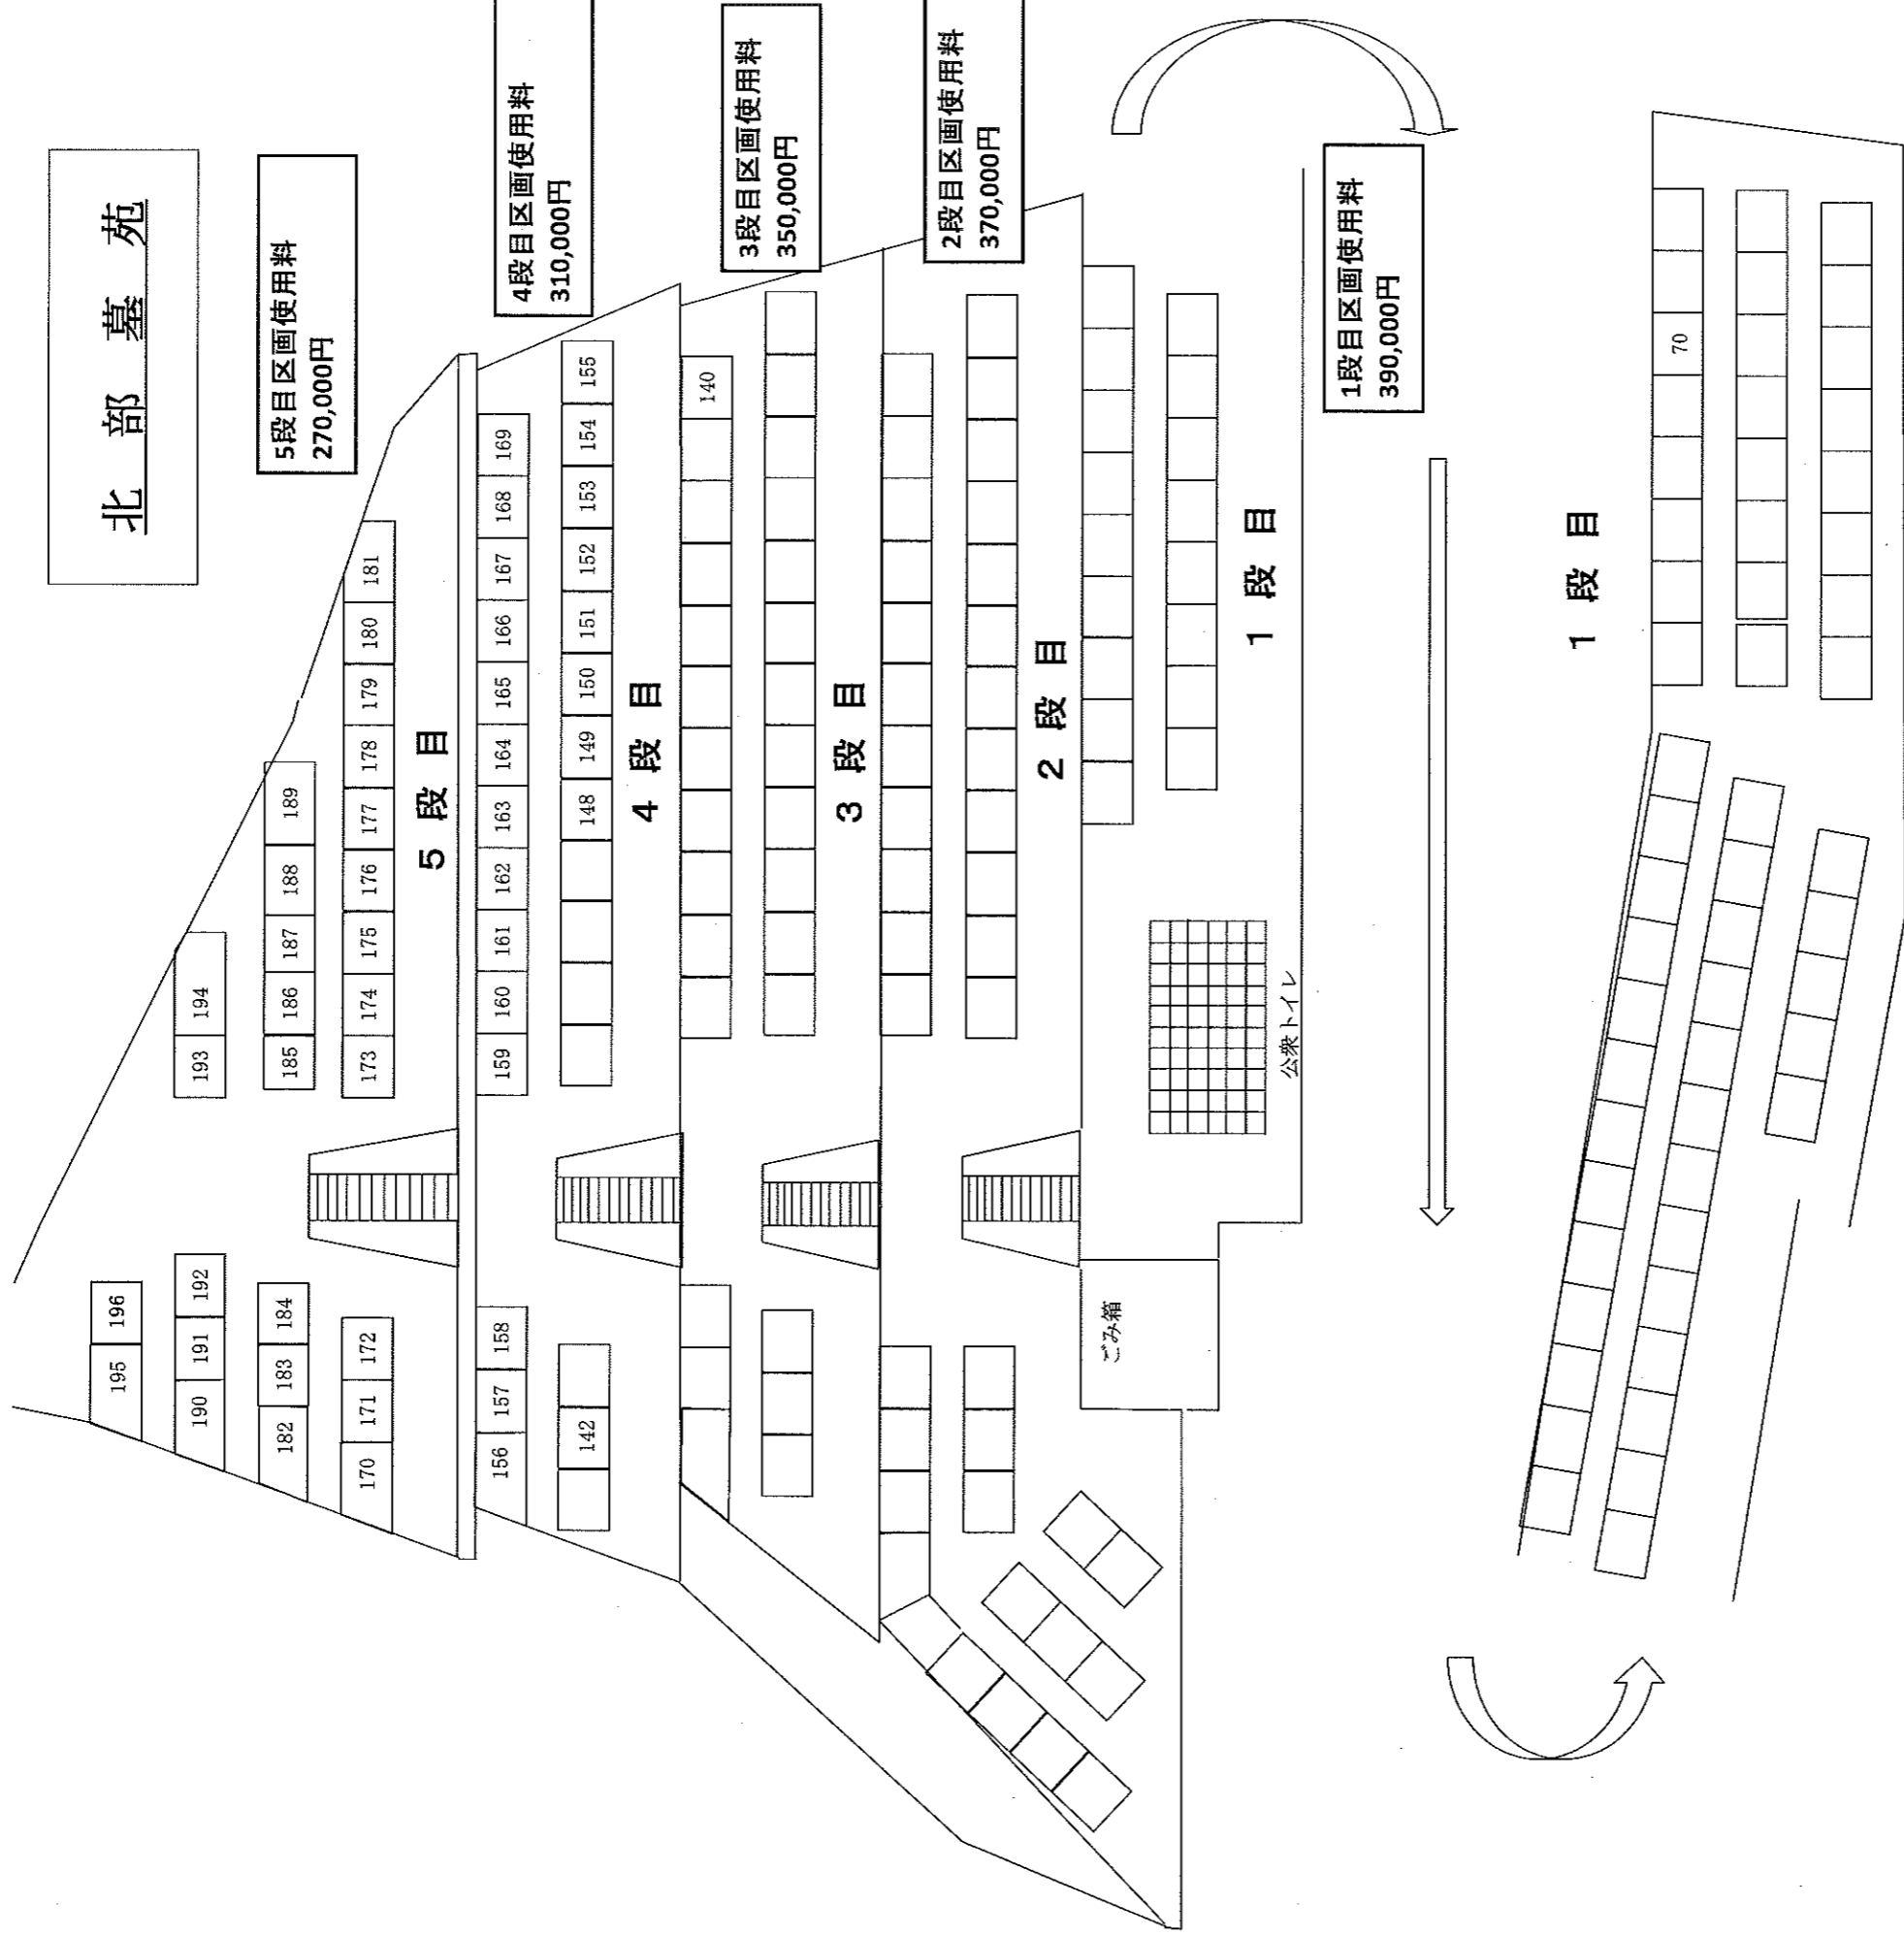 北部墓苑
5段目区画使用料
270,000円
4段目区画使用料
310,000円
3段目区画使用料
350,000円
2段目区画使用料
370,000円
1段目区画使用料
390,000円
195 196
190 191 192
193 194
182 183 184
185 186 187 188 189
170 171 172
173 174 175 176 177 178 179 180 181
5段目
156 157 158
159 160 161 162 163 164 165 166 167 168 169
142
148 149 150 151 152 153 154 155
4段目
140
3段目
2段目
1段目
ごみ箱
公衆トイレ
1段目
70